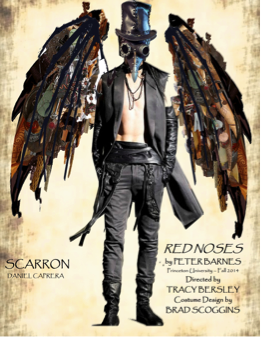 RED NOSES
by PETER BARNES
Princeton University - Fall 2014
Directed by
TRACY BERSLEY
Costume Design by
BRAD SCOGGINS
SCARRON
DANIEL